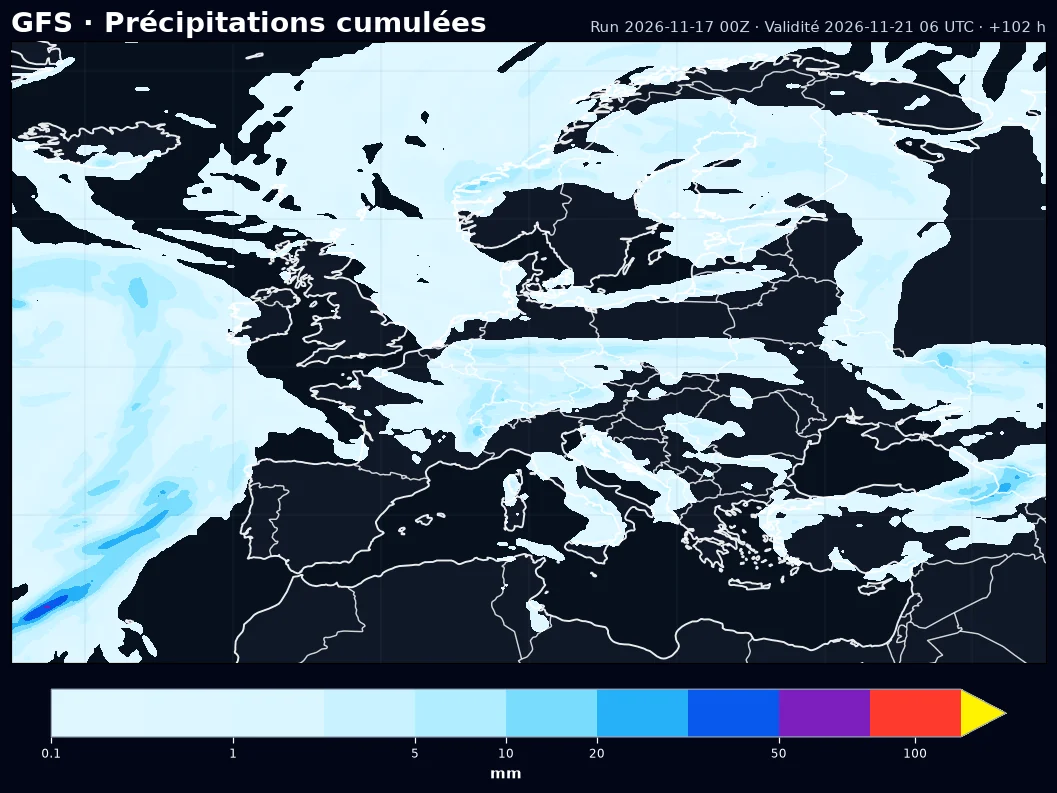 GFS · Précipitations cumulées
Run 2026-11-17 00Z · Validité 2026-11-21 06 UTC · +102 h
0.1 1 5 10 20 50 100
mm